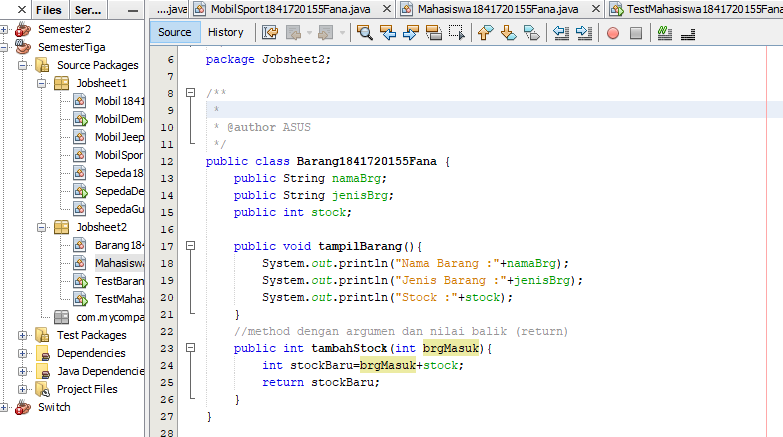 Files
Ser...
....java
MobilSport1841720155Fana.java
Mahasiswa1841720155Fana.java
TestMahasiswa1841720155Fana
Source
History
Semester2
SemesterTiga
Source Packages
Jobsheet1
Mobil1841
MobilDem
MobilJeep
MobilSpor
Sepeda18
SepedaDe
SepedaGu
Jobsheet2
Barang184
Mahasiswa
TestBaran
TestMahas
com.mycompa
Test Packages
Dependencies
Java Dependencie
Project Files
Switch
6 package Jobsheet2;
7
8 /**
9 *
10 * @author ASUS
11 */
12 public class Barang1841720155Fana {
13 public String namaBrg;
14 public String jenisBrg;
15 public int stock;
16
17 public void tampilBarang(){
18 System.out.println("Nama Barang :"+namaBrg);
19 System.out.println("Jenis Barang :"+jenisBrg);
20 System.out.println("Stock :"+stock);
21 }
22 //method dengan argumen dan nilai balik (return)
23 public int tambahStock(int brgMasuk){
24 int stockBaru=brgMasuk+stock;
25 return stockBaru;
26 }
27 }
28